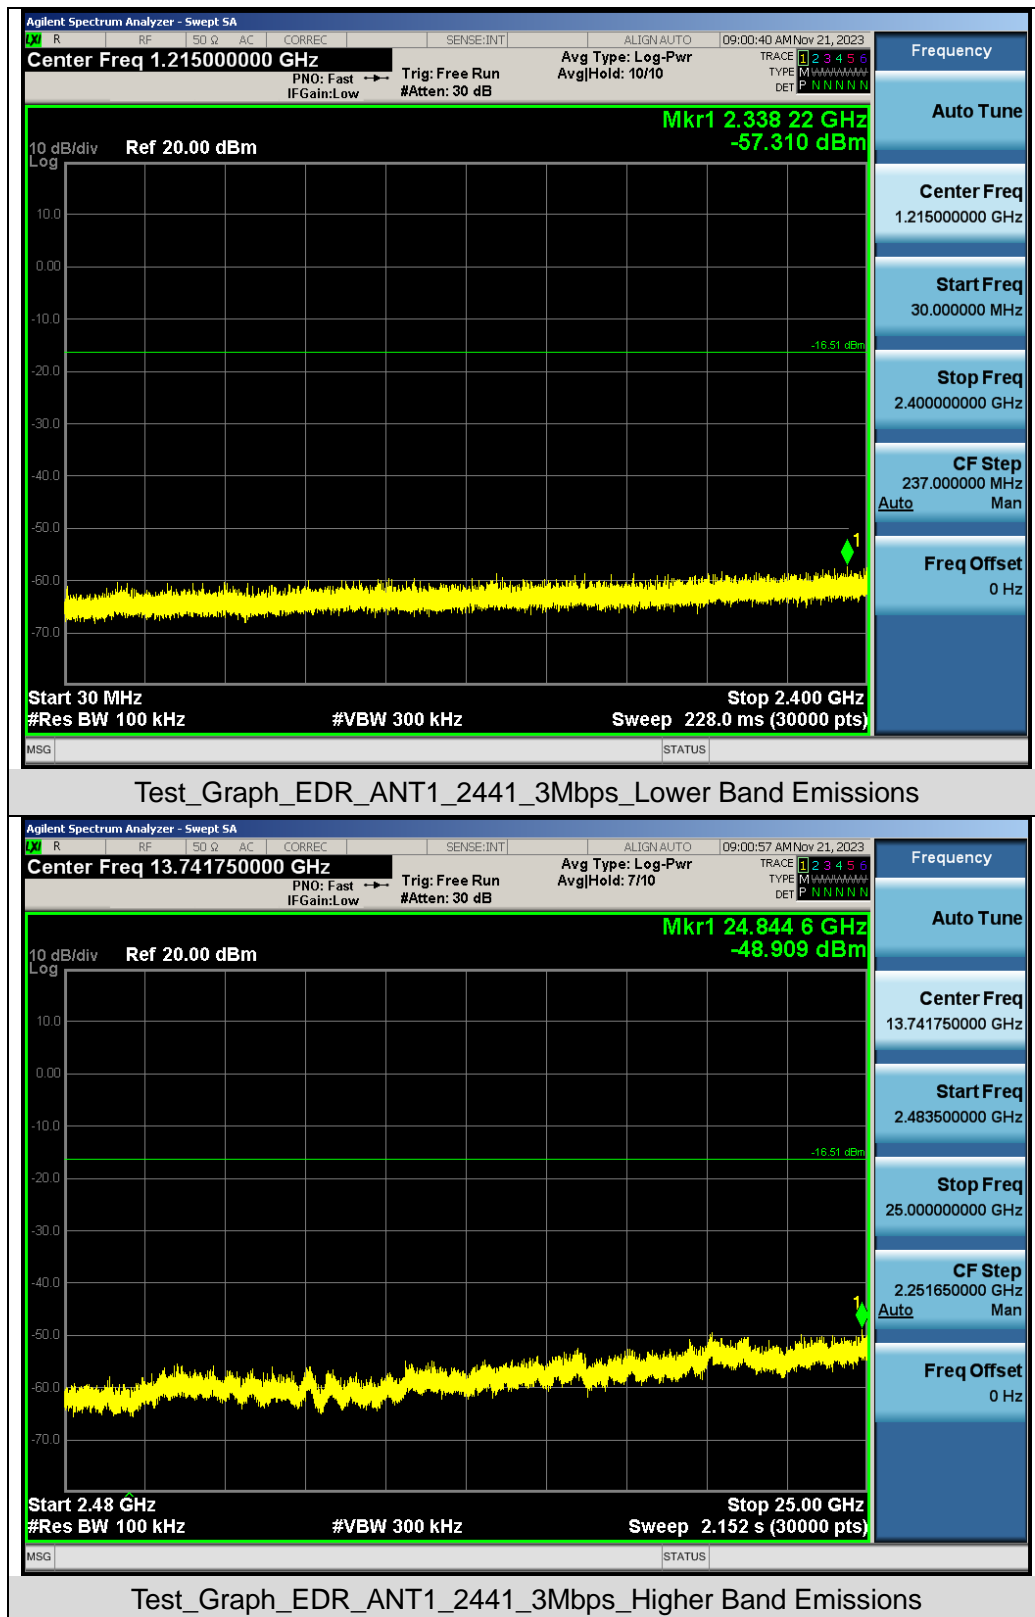 Agilent Spectrum Analyzer - Swept SA
LXI R RF 50 Ω AC CORREC SENSE:INT ALIGN AUTO 09:00:40 AM Nov 21, 2023
Center Freq 1.215000000 GHz
PNO: Fast
IFGain:Low
Trig: Free Run
#Atten: 30 dB
Avg Type: Log-Pwr
Avg|Hold: 10/10
TRACE 1 2 3 4 5 6
TYPE M WWWWW
DET P N N N N N
Mkr1 2.338 22 GHz
-57.310 dBm
10 dB/div Ref 20.00 dBm
Log
10.0
0.00
-10.0
-16.51 dBm
-20.0
-30.0
-40.0
-50.0
1
-60.0
-70.0
Start 30 MHz Stop 2.400 GHz
#Res BW 100 kHz #VBW 300 kHz Sweep 228.0 ms (30000 pts)
MSG STATUS
Frequency
Auto Tune
Center Freq
1.215000000 GHz
Start Freq
30.000000 MHz
Stop Freq
2.400000000 GHz
CF Step
237.000000 MHz
Auto Man
Freq Offset
0 Hz
Test_Graph_EDR_ANT1_2441_3Mbps_Lower Band Emissions
Agilent Spectrum Analyzer - Swept SA
LXI R RF 50 Ω AC CORREC SENSE:INT ALIGN AUTO 09:00:57 AM Nov 21, 2023
Center Freq 13.741750000 GHz
PNO: Fast
IFGain:Low
Trig: Free Run
#Atten: 30 dB
Avg Type: Log-Pwr
Avg|Hold: 7/10
TRACE 1 2 3 4 5 6
TYPE M WWWWW
DET P N N N N N
Mkr1 24.844 6 GHz
-48.909 dBm
10 dB/div Ref 20.00 dBm
Log
10.0
0.00
-10.0
-16.51 dBm
-20.0
-30.0
-40.0
1
-50.0
-60.0
-70.0
Start 2.48 GHz Stop 25.00 GHz
#Res BW 100 kHz #VBW 300 kHz Sweep 2.152 s (30000 pts)
MSG STATUS
Frequency
Auto Tune
Center Freq
13.741750000 GHz
Start Freq
2.483500000 GHz
Stop Freq
25.000000000 GHz
CF Step
2.251650000 GHz
Auto Man
Freq Offset
0 Hz
Test_Graph_EDR_ANT1_2441_3Mbps_Higher Band Emissions